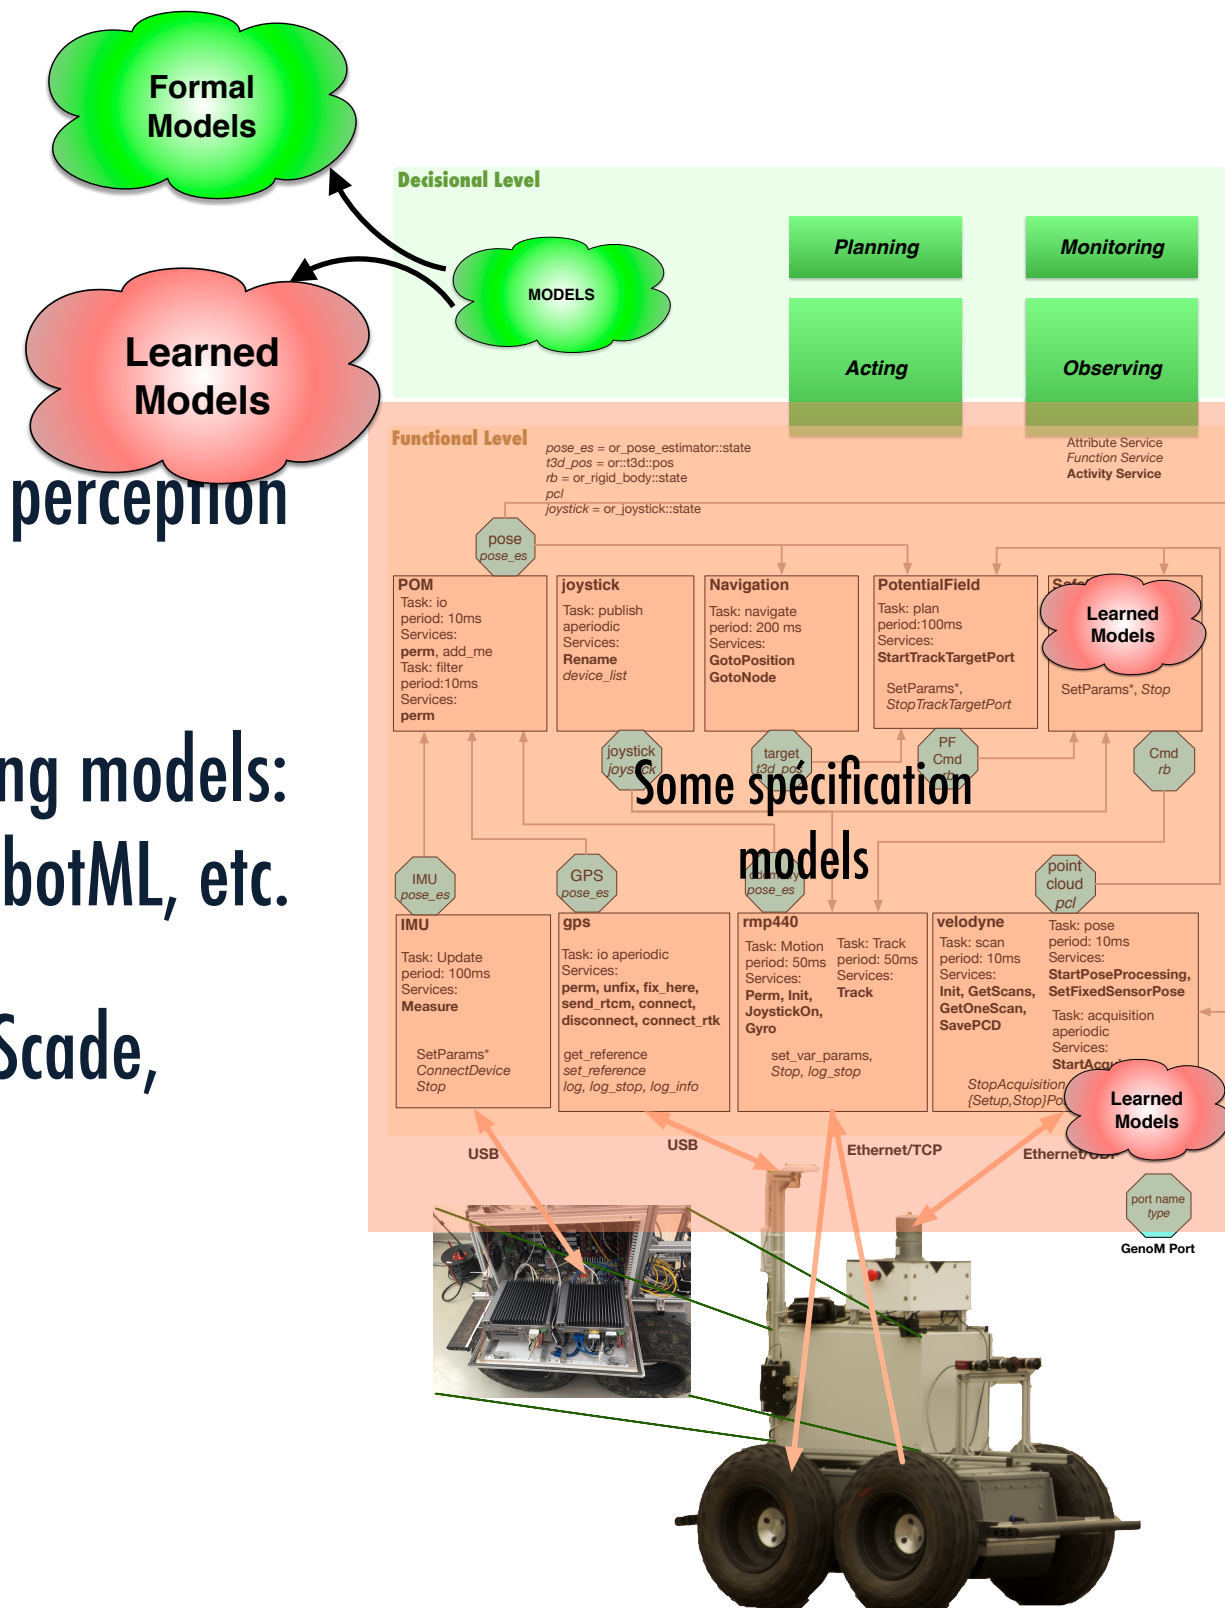 Formal
Models
Learned
Models
perception
ng models:
botML, etc.
Scade,
Decisional Level
MODELS
Planning
Monitoring
Acting
Observing
Functional Level
pose_es = or_pose_estimator::state
t3d_pos = or::t3d::pos
rb = or_rigid_body::state
pcl
joystick = or_joystick::state
Attribute Service
Function Service
Activity Service
pose
pose_es
POM
Task: io
period: 10ms
Services:
perm, add_me
Task: filter
period:10ms
Services:
perm
joystick
Task: publish
aperiodic
Services:
Rename
device_list
Navigation
Task: navigate
period: 200 ms
Services:
GotoPosition
GotoNode
PotentialField
Task: plan
period:100ms
Services:
StartTrackTargetPort
SetParams*,
StopTrackTargetPort
Learned
Models
SetParams*, Stop
joystick
joystick
target
t3d_pos
PF
Cmd
rb
Cmd
rb
Some spécification
models
IMU
pose_es
GPS
pose_es
pose_es
point
cloud
pcl
IMU
Task: Update
period: 100ms
Services:
Measure
SetParams*
ConnectDevice
Stop
gps
Task: io aperiodic
Services:
perm, unfix, fix_here,
send_rtcm, connect,
disconnect, connect_rtk
get_reference
set_reference
log, log_stop, log_info
rmp440
Task: Motion
period: 50ms
Services:
Perm, Init,
JoystickOn,
Gyro
Task: Track
period: 50ms
Services:
Track
set_var_params,
Stop, log_stop
velodyne
Task: scan
period: 10ms
Services:
Init, GetScans,
GetOneScan,
SavePCD
Task: pose
period: 10ms
Services:
StartPoseProcessing,
SetFixedSensorPose
Task: acquisition
aperiodic
Services:
StartAcqu
StopAcquisition
{Setup,Stop}Po
Learned
Models
USB
USB
Ethernet/TCP
Ethernet/UDP
port name
type
GenoM Port